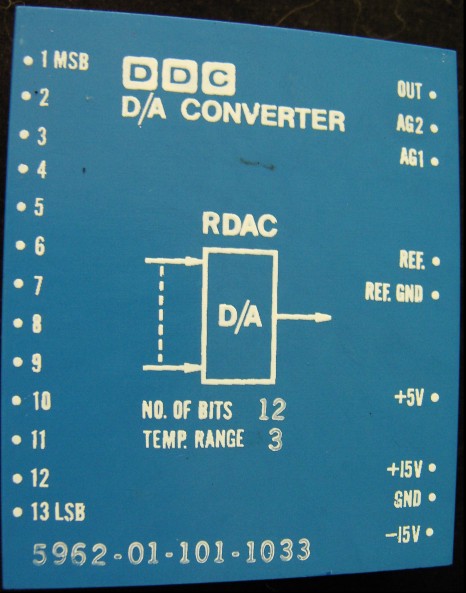 • 1 MSB
• 2
• 3
• 4
• 5
• 6
• 7
• 8
• 9
• 10
• 11
• 12
• 13 LSB
DDC
D/A CONVERTER
RDAC
D/A
NO. OF BITS 12
TEMP. RANGE 3
OUT •
AG2 •
AG1 •
REF. •
REF. GND •
+5V •
+15V •
GND •
-15V •
5962-01-101-1033